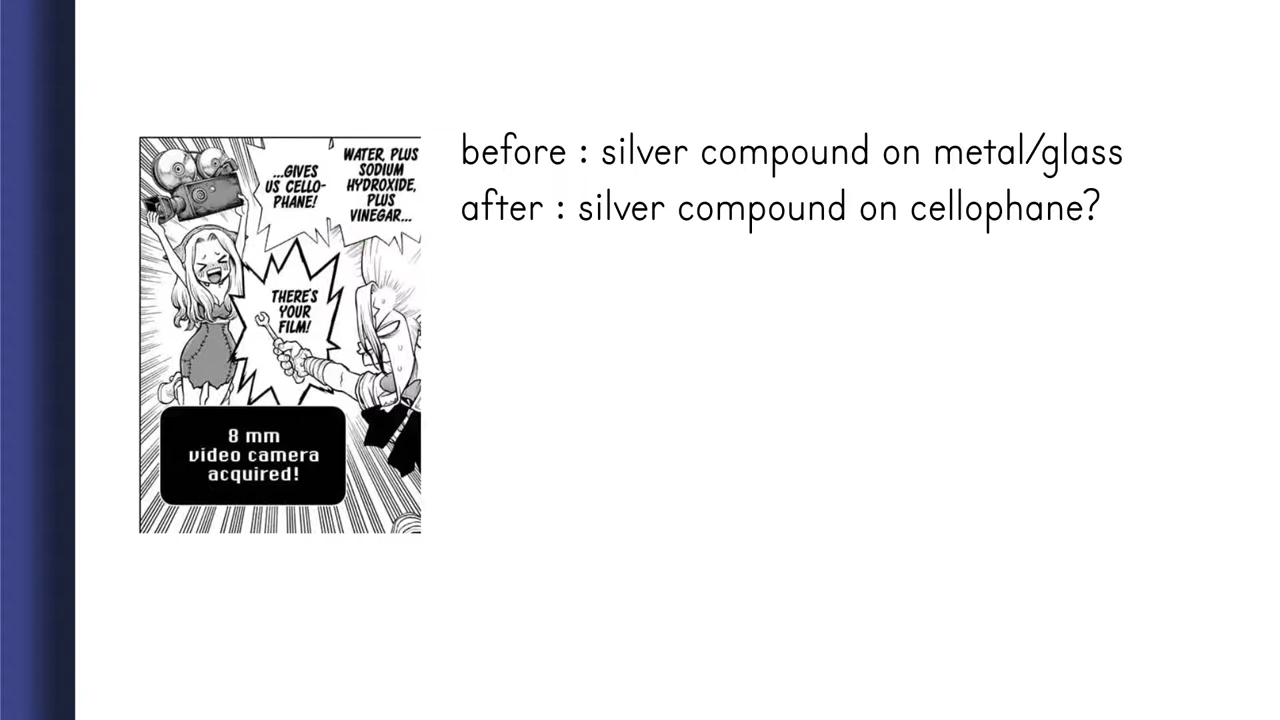 WATER, PLUS
SODIUM
HYDROXIDE,
PLUS
VINEGAR...
...GIVES
US CELLO-
PHANE!
THERE'S
YOUR
FILM!
8 mm
video camera
acquired!
before : silver compound on metal/glass
after : silver compound on cellophane?